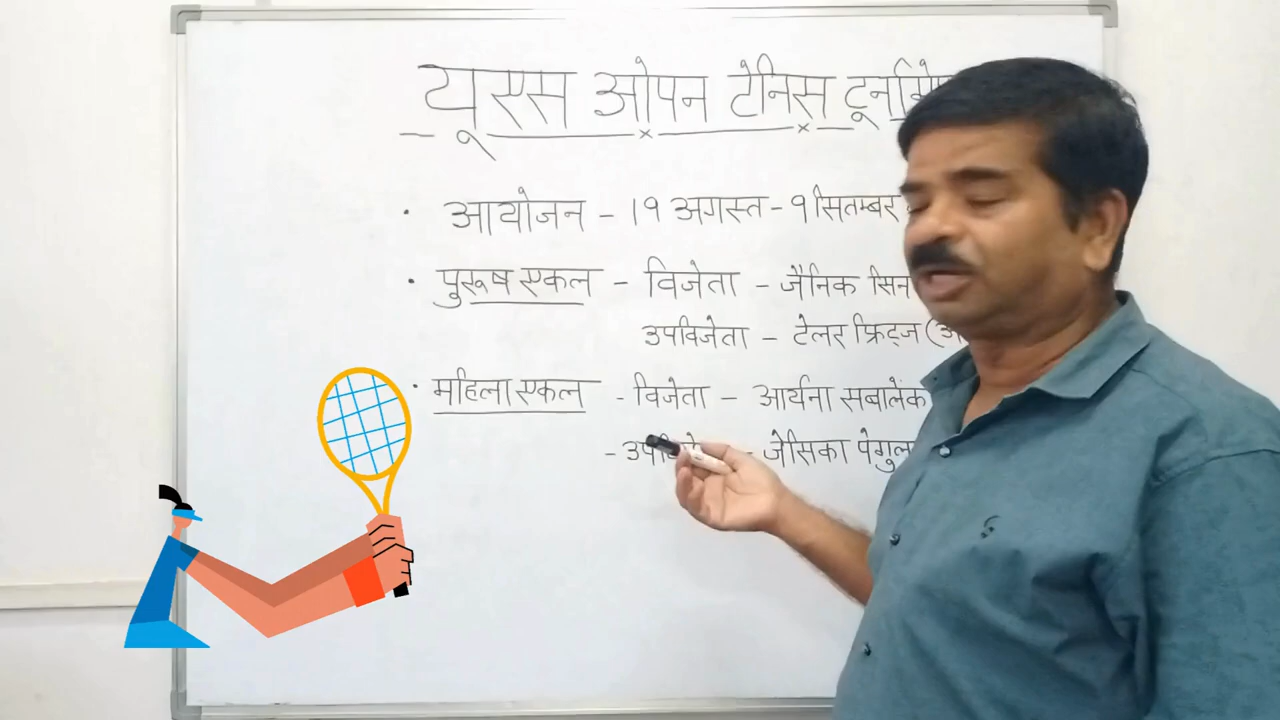 यू एस ओपन टेनिस
आयोजन - 19 अगस्त - 9 सितम्बर
पुरूष एकल - विजेता - जैनिक सिन
उपविजेता - टेलर फ्रिट्ज (अ
महिला एकल - विजेता - आर्यना सबालेंक
- जेसिका पेगुल